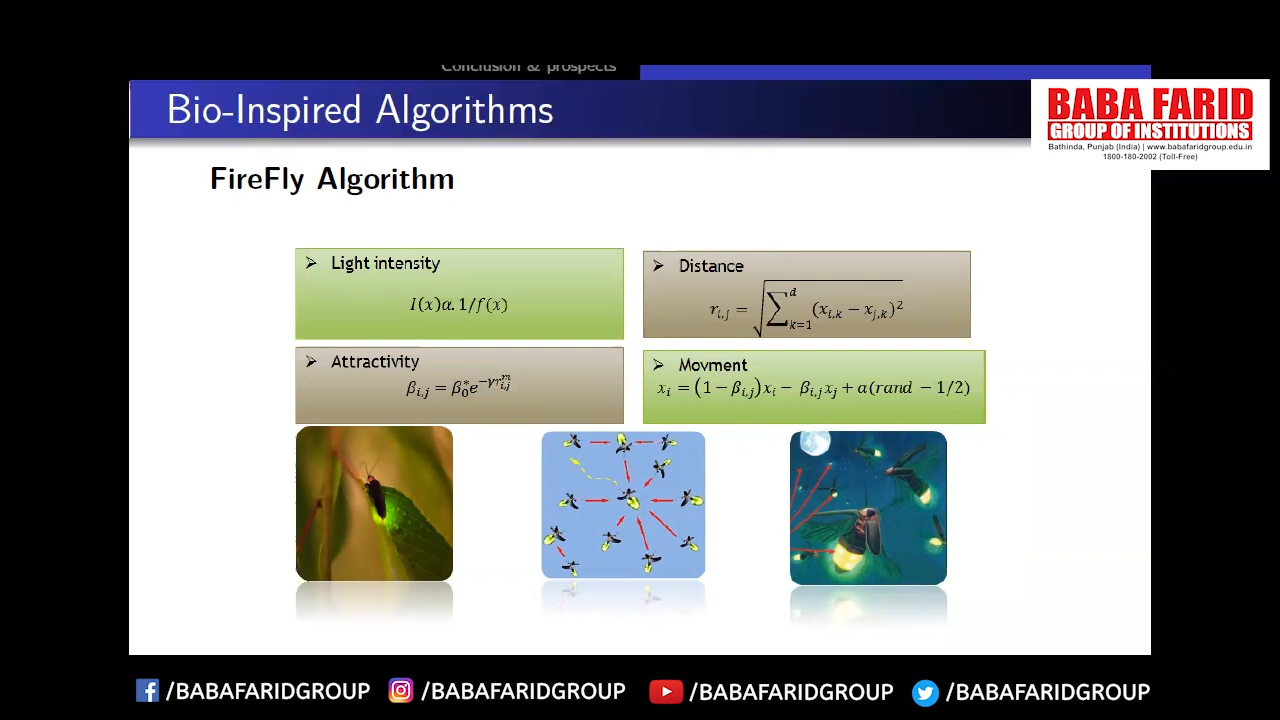 Conclusion & prospects
Bio-Inspired Algorithms
BABA FARID
GROUP OF INSTITUTIONS
Bathinda, Punjab (India) | www.babafaridgroup.edu.in
1800-180-2002 (Toll-Free)
FireFly Algorithm
➢ Light intensity
I(x)α. 1/f(x)
➢ Distance
r_{i,j} = √(∑_{k=1}^{d} (x_{i,k} − x_{j,k})^2)
➢ Attractivity
β_{i,j} = β_0^* e^{−γr_{i,j}^m}
➢ Movment
x_i = (1 − β_{i,j})x_i − β_{i,j}x_j + α(rand − 1/2)
/BABAFARIDGROUP /BABAFARIDGROUP /BABAFARIDGROUP /BABAFARIDGROUP